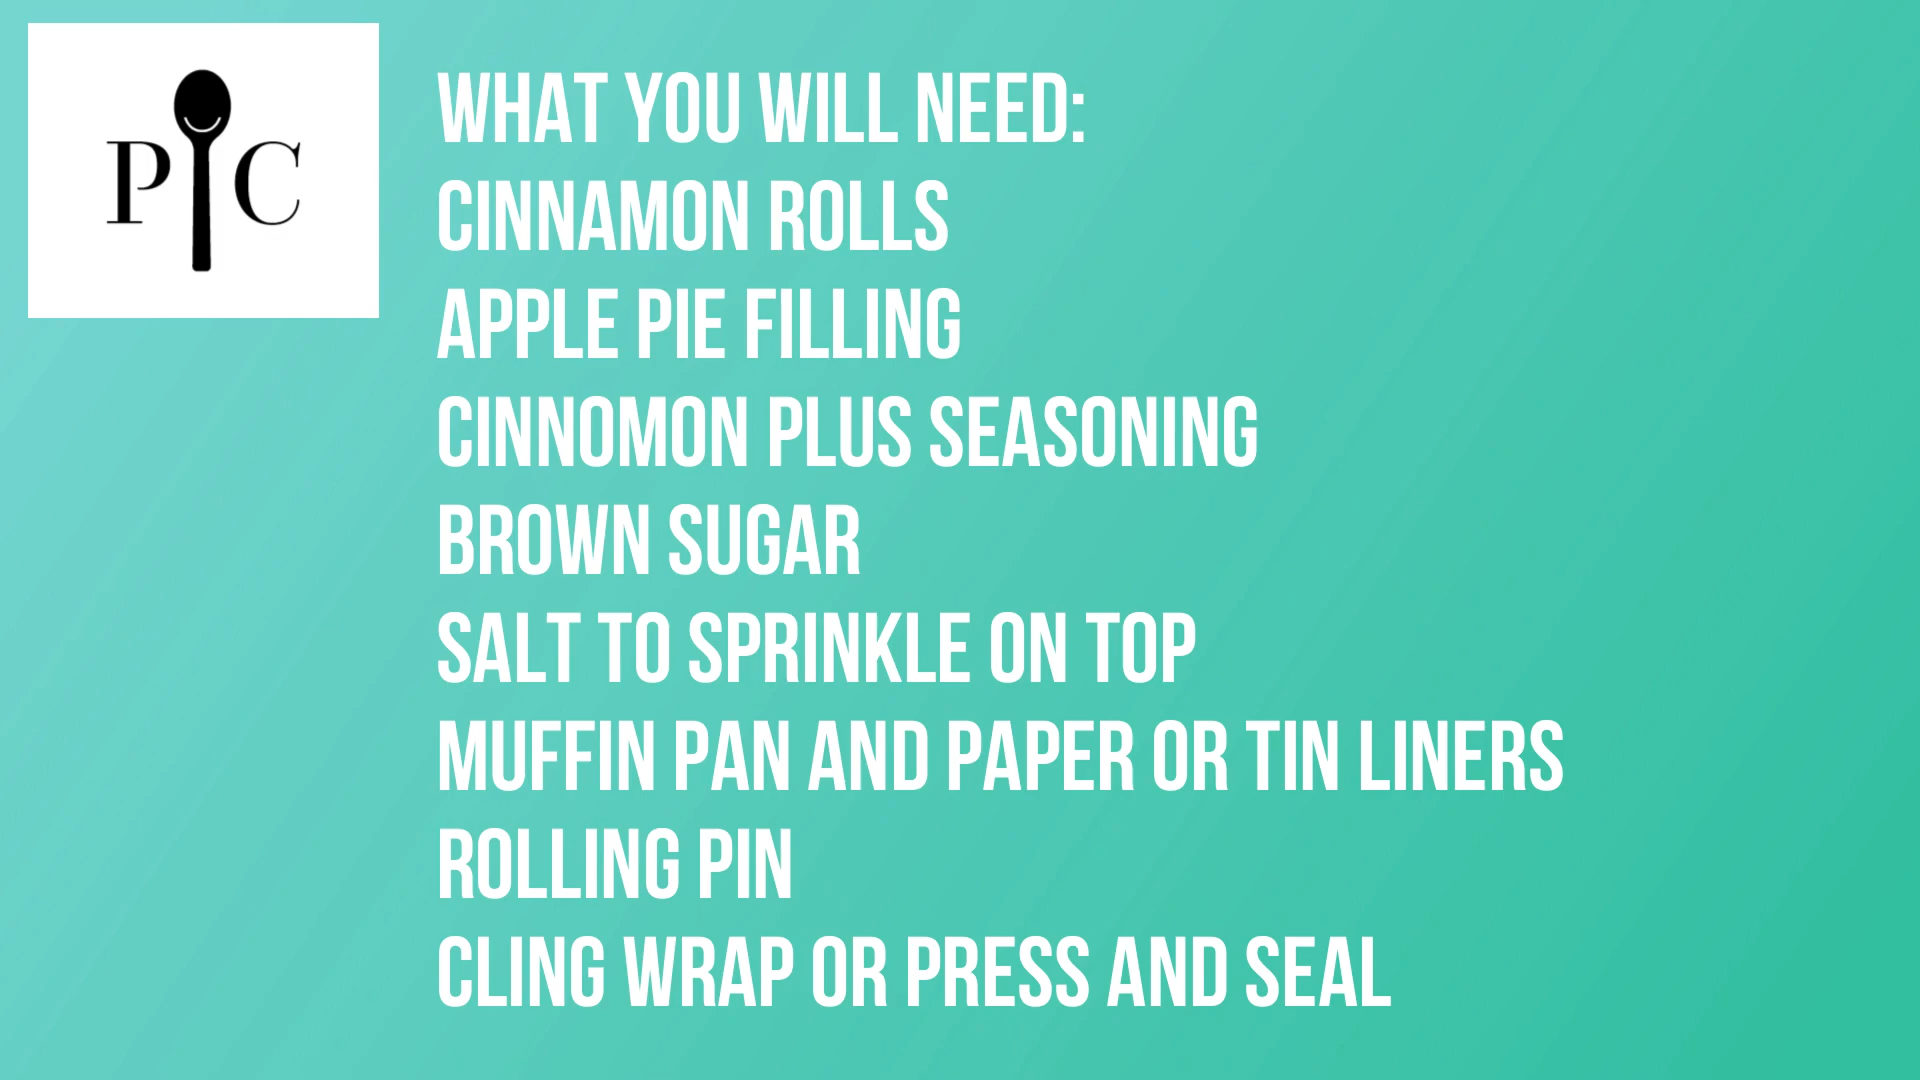 P C
WHAT YOU WILL NEED:
CINNAMON ROLLS
APPLE PIE FILLING
CINNOMON PLUS SEASONING
BROWN SUGAR
SALT TO SPRINKLE ON TOP
MUFFIN PAN AND PAPER OR TIN LINERS
ROLLING PIN
CLING WRAP OR PRESS AND SEAL